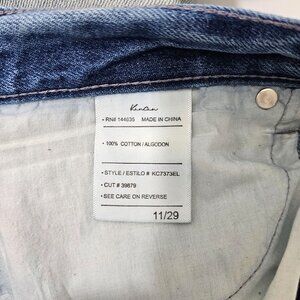 KanCan
• RN# 144635 MADE IN CHINA
• 100% COTTON/ALGODON
• STYLE / ESTILO # KC7373EL
• CUT # 39879
• SEE CARE ON REVERSE
11/29